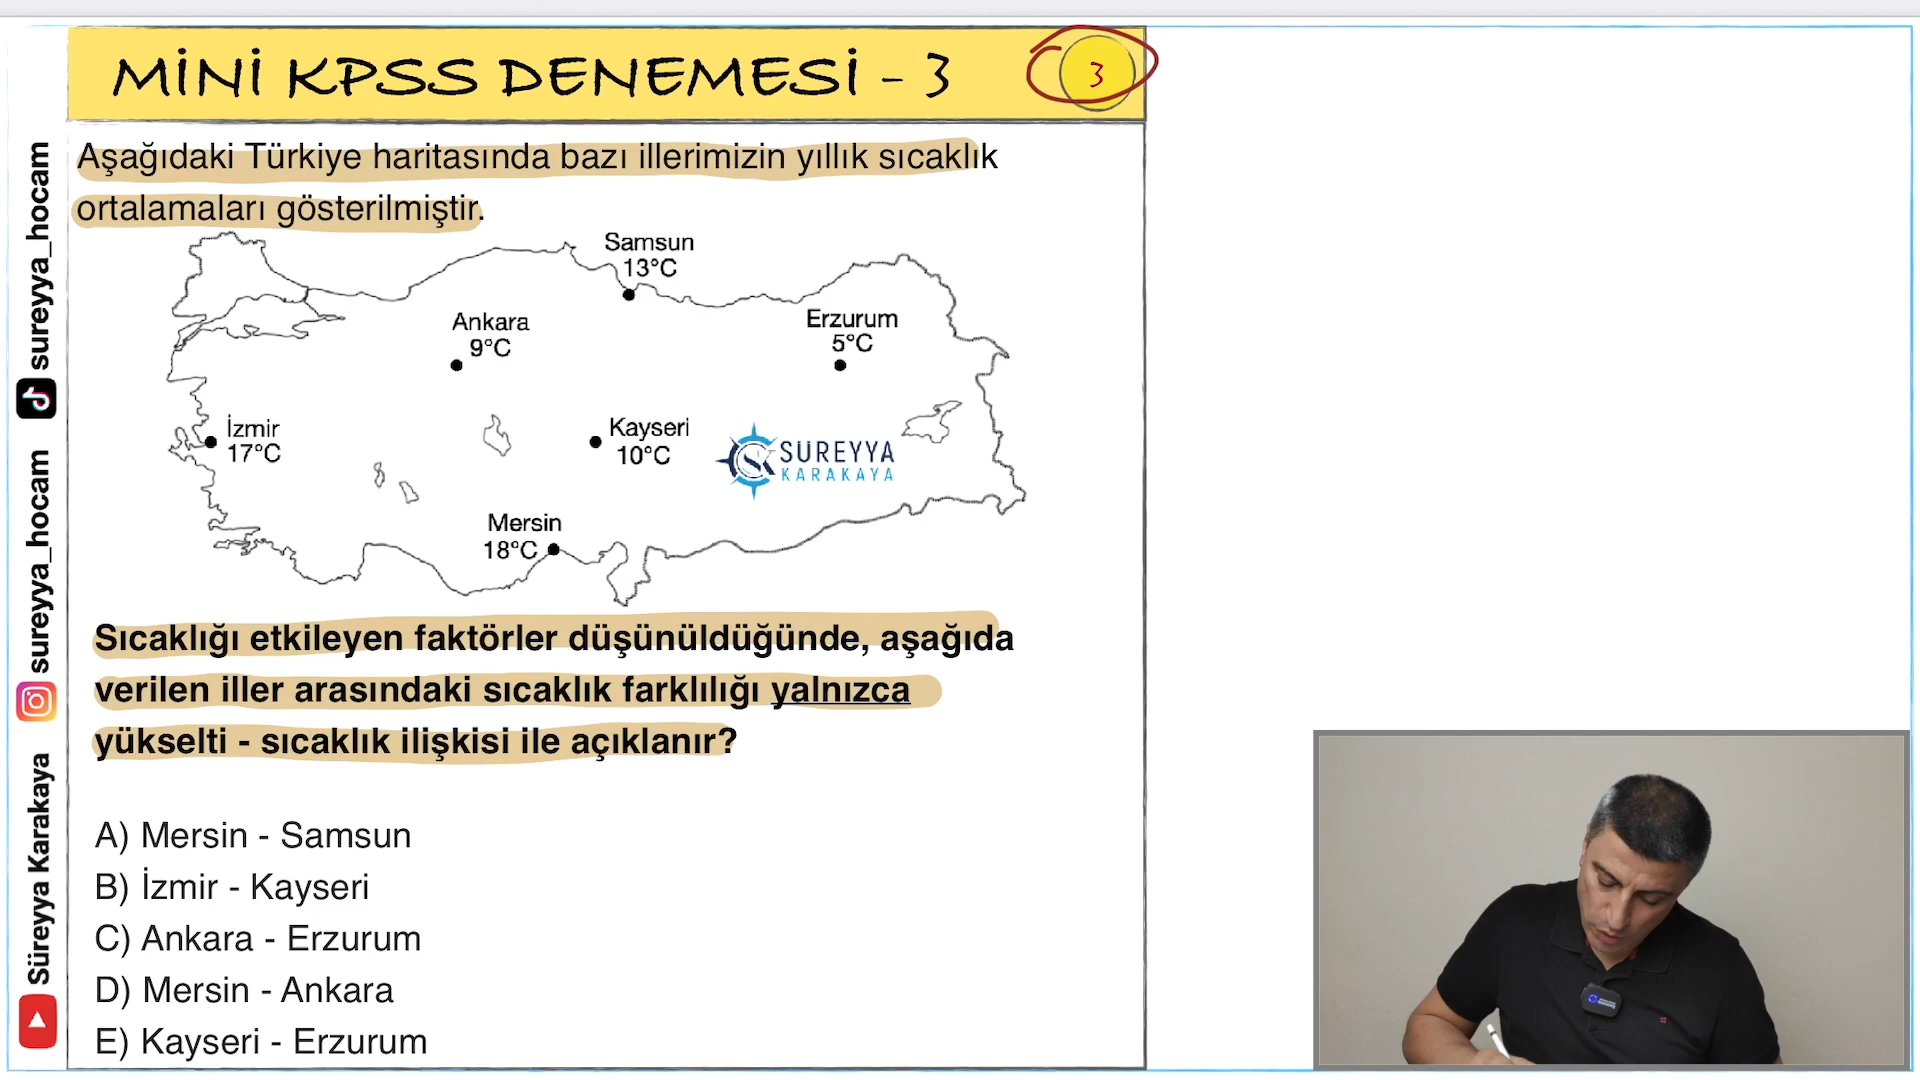 MİNİ KPSS DENEMESİ - 3
3
Aşağıdaki Türkiye haritasında bazı illerimizin yıllık sıcaklık
ortalamaları gösterilmiştir.
Samsun
13°C
Ankara
9°C
Erzurum
5°C
İzmir
17°C
Kayseri
10°C
SÜREYYA
KARAKAYA
Mersin
18°C
Sıcaklığı etkileyen faktörler düşünüldüğünde, aşağıda
verilen iller arasındaki sıcaklık farklılığı yalnızca
yükselti - sıcaklık ilişkisi ile açıklanır?
A) Mersin - Samsun
B) İzmir - Kayseri
C) Ankara - Erzurum
D) Mersin - Ankara
E) Kayseri - Erzurum
sureyya_hocam
sureyya_hocam
Süreyya Karakaya